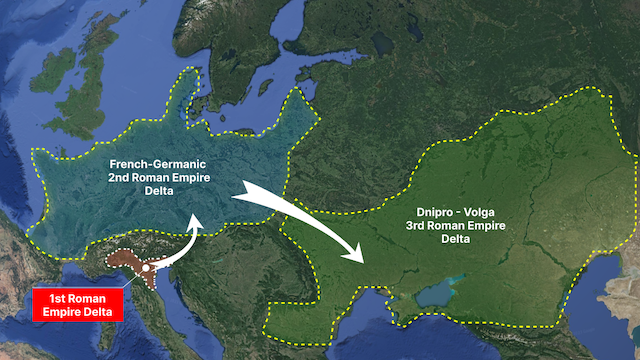 French-Germanic
2nd Roman Empire
Delta
Dnipro - Volga
3rd Roman Empire
Delta
1st Roman
Empire Delta